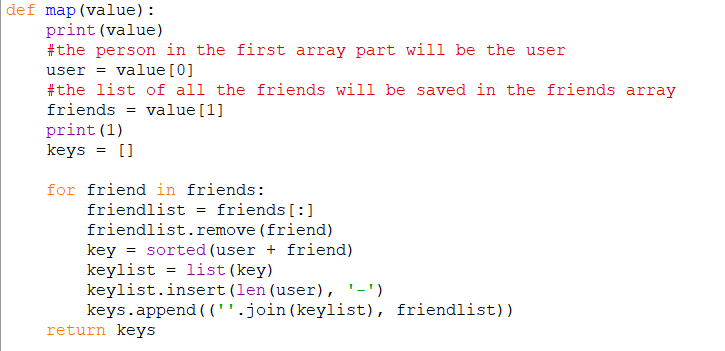 def map(value):
    print(value)
    #the person in the first array part will be the user
    user = value[0]
    #the list of all the friends will be saved in the friends array
    friends = value[1]
    print(1)
    keys = []

    for friend in friends:
        friendlist = friends[:]
        friendlist.remove(friend)
        key = sorted(user + friend)
        keylist = list(key)
        keylist.insert(len(user), '-')
        keys.append((''.join(keylist), friendlist))
    return keys